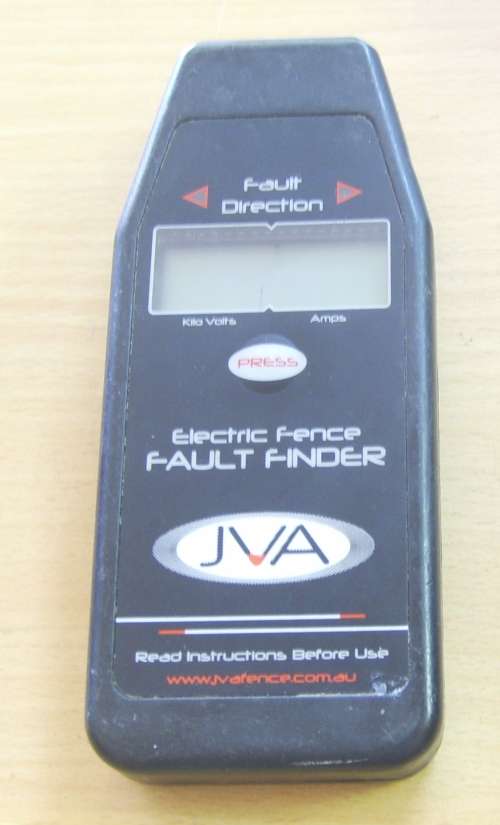 Fault
Direction
Kilo Volts Amps
PRESS
Electric Fence
FAULT FINDER
JVA
Read Instructions Before Use
www.jvafence.com.au